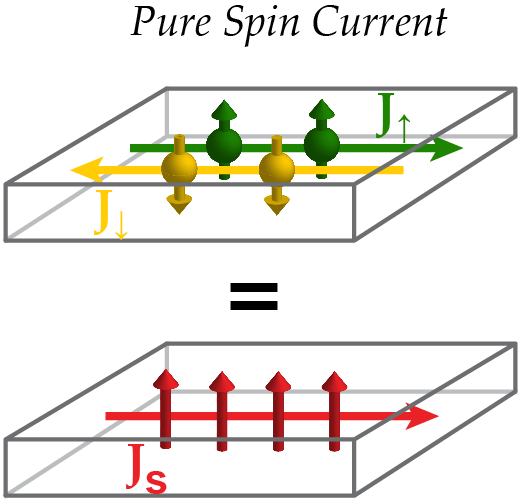 Pure Spin Current
J↑
J↓
=
Js